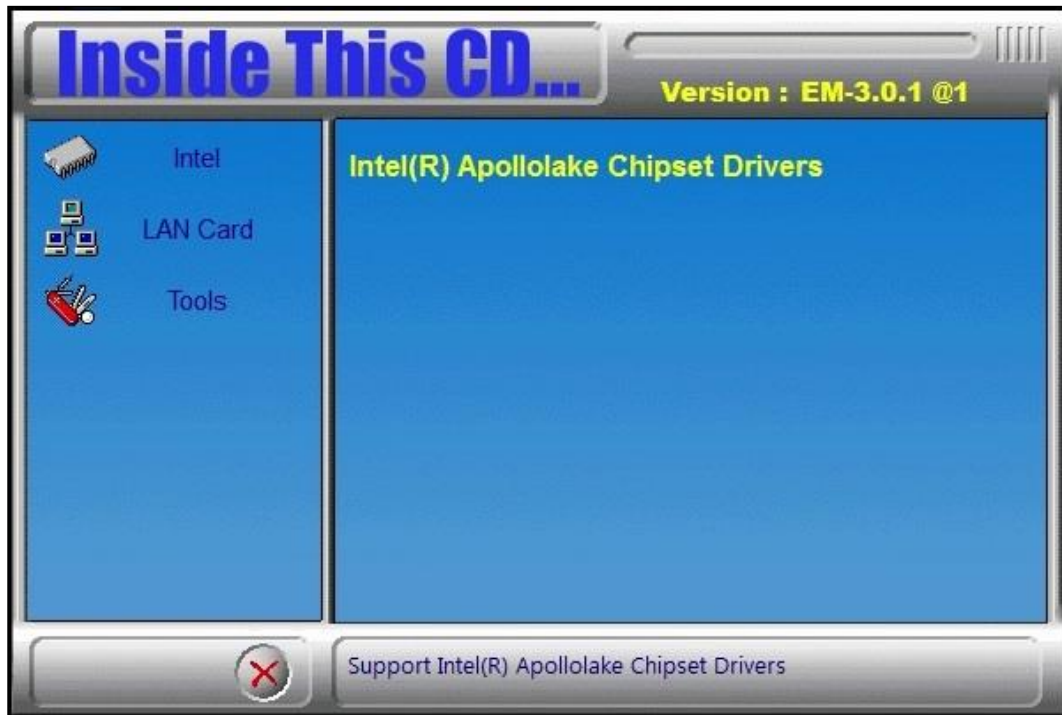 Inside This CD...
Version : EM-3.0.1 @1
Intel
LAN Card
Tools
Intel(R) Apollolake Chipset Drivers
Support Intel(R) Apollolake Chipset Drivers